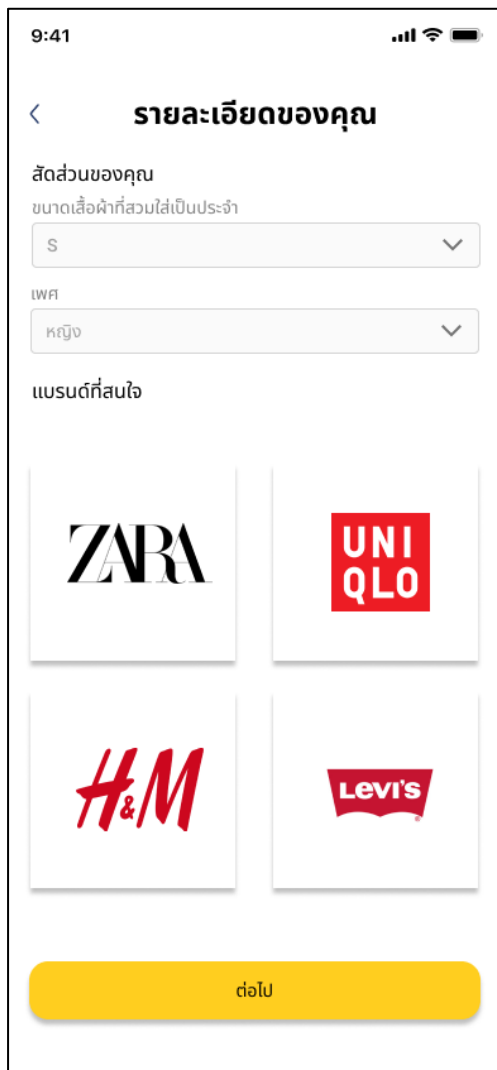 9:41
รายละเอียดของคุณ
สัดส่วนของคุณ
ขนาดเสื้อผ้าที่สวมใส่เป็นประจำ
S
เพศ
หญิง
แบรนด์ที่สนใจ
ZARA
UNI
QLO
H&M
Levi's
ต่อไป